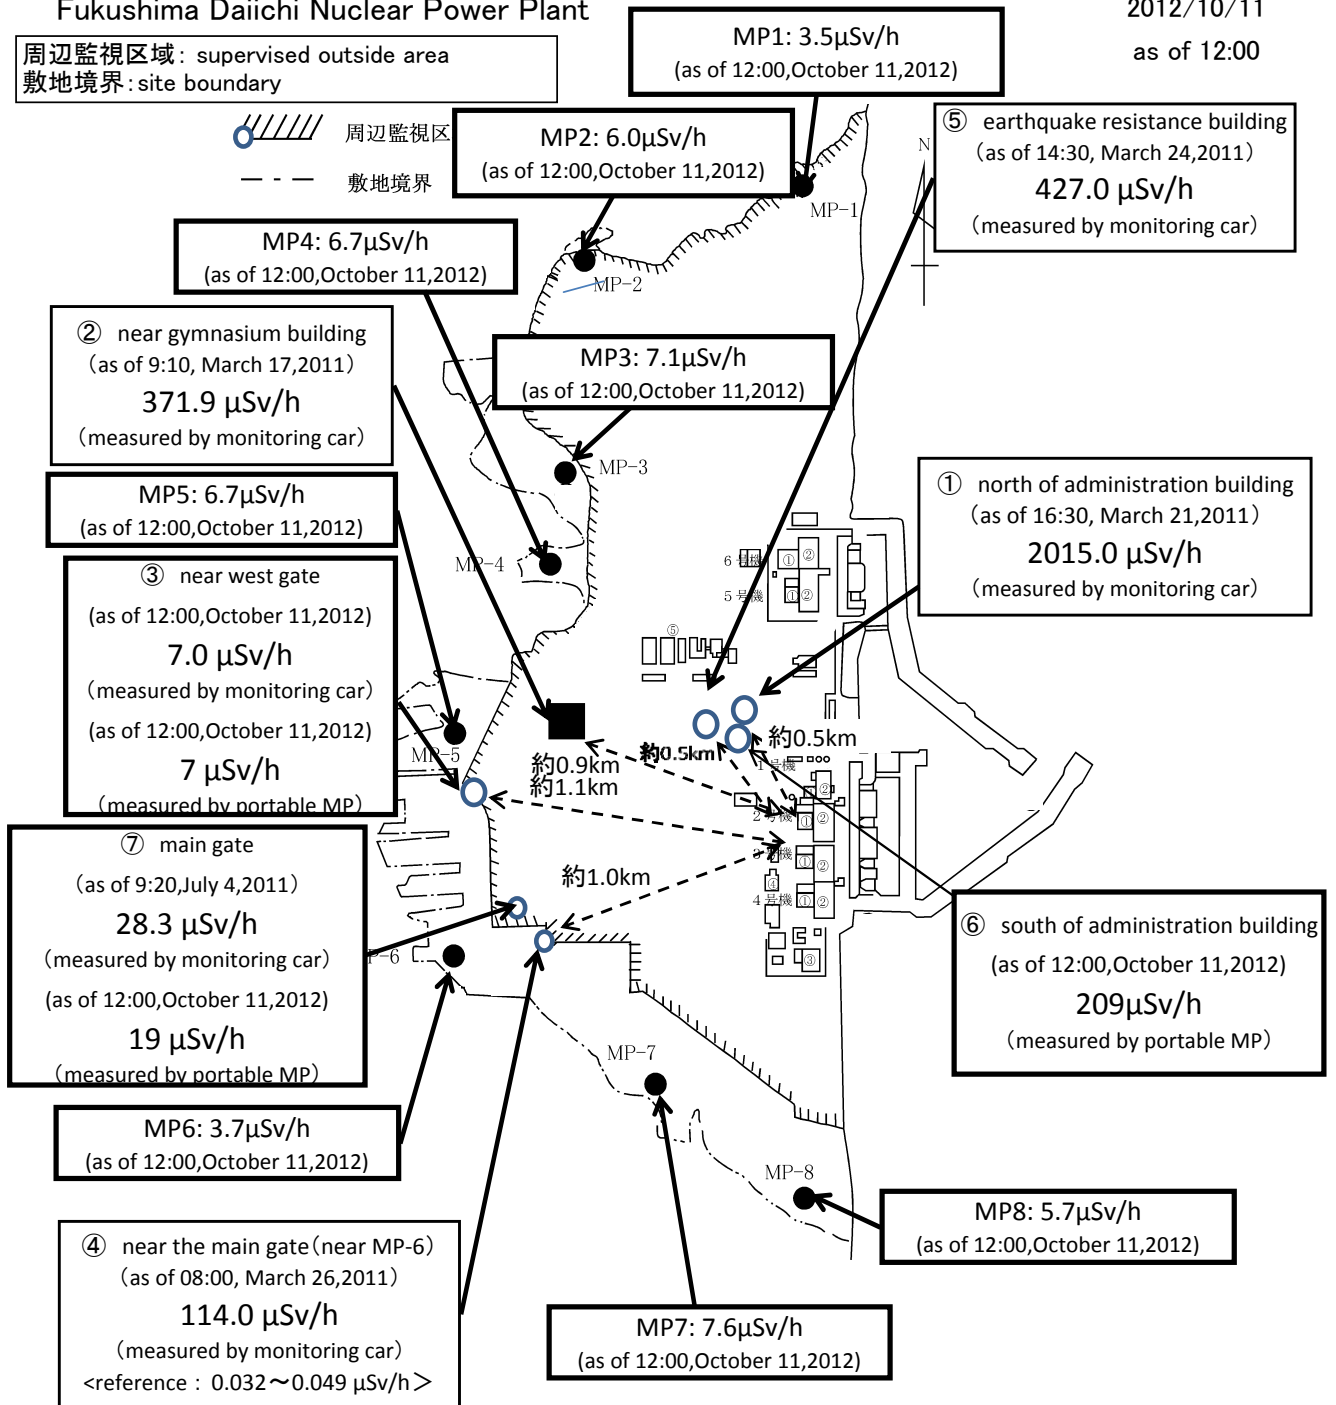 Fukushima Daiichi Nuclear Power Plant
2012/10/11
as of 12:00
周辺監視区域: supervised outside area
敷地境界:site boundary
周辺監視区
敷地境界
MP1: 3.5μSv/h
(as of 12:00,October 11,2012)
MP2: 6.0μSv/h
(as of 12:00,October 11,2012)
⑤ earthquake resistance building
(as of 14:30, March 24,2011)
427.0 μSv/h
(measured by monitoring car)
N
MP-1
MP4: 6.7μSv/h
(as of 12:00,October 11,2012)
MP-2
② near gymnasium building
(as of 9:10, March 17,2011)
371.9 μSv/h
(measured by monitoring car)
MP3: 7.1μSv/h
(as of 12:00,October 11,2012)
MP-3
MP5: 6.7μSv/h
(as of 12:00,October 11,2012)
① north of administration building
(as of 16:30, March 21,2011)
2015.0 μSv/h
(measured by monitoring car)
MP-4
6号機
① ②
5号機
① ②
⑤
③ near west gate
(as of 12:00,October 11,2012)
7.0 μSv/h
(measured by monitoring car)
(as of 12:00,October 11,2012)
7 μSv/h
(measured by portable MP)
MP-5
約0.5km
約0.5km
約0.9km
約1.1km
1号機
②
2号機
① ②
3号機
① ②
④
4号機
① ②
③
約1.0km
⑦ main gate
(as of 9:20,July 4,2011)
28.3 μSv/h
(measured by monitoring car)
(as of 12:00,October 11,2012)
19 μSv/h
(measured by portable MP)
P-6
⑥ south of administration building
(as of 12:00,October 11,2012)
209μSv/h
(measured by portable MP)
MP-7
MP6: 3.7μSv/h
(as of 12:00,October 11,2012)
MP-8
MP8: 5.7μSv/h
(as of 12:00,October 11,2012)
④ near the main gate(near MP-6)
(as of 08:00, March 26,2011)
114.0 μSv/h
(measured by monitoring car)
<reference : 0.032〜0.049 μSv/h>
MP7: 7.6μSv/h
(as of 12:00,October 11,2012)